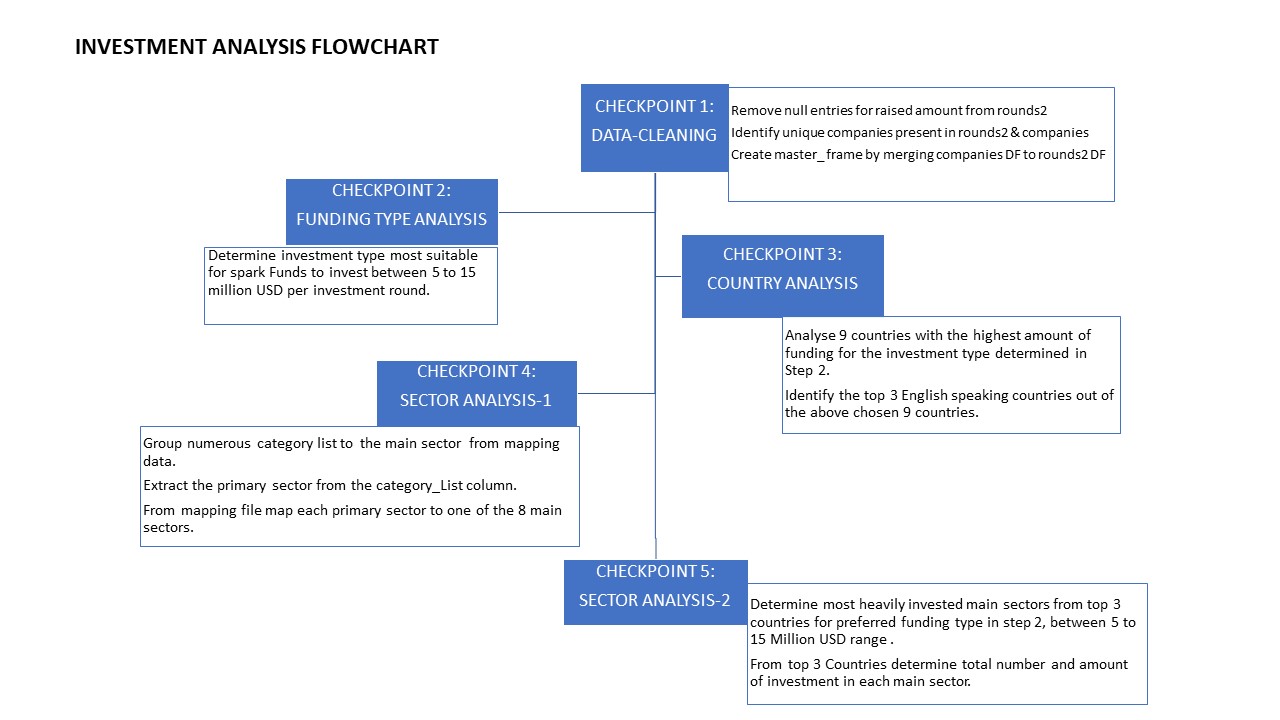 INVESTMENT ANALYSIS FLOWCHART
CHECKPOINT 1:
DATA-CLEANING
Remove null entries for raised amount from rounds2
Identify unique companies present in rounds2 & companies
Create master_ frame by merging companies DF to rounds2 DF
CHECKPOINT 2:
FUNDING TYPE ANALYSIS
Determine investment type most suitable
for spark Funds to invest between 5 to 15
million USD per investment round.
CHECKPOINT 3:
COUNTRY ANALYSIS
Analyse 9 countries with the highest amount of
funding for the investment type determined in
Step 2.
Identify the top 3 English speaking countries out of
the above chosen 9 countries.
CHECKPOINT 4:
SECTOR ANALYSIS-1
Group numerous category list to the main sector from mapping
data.
Extract the primary sector from the category_List column.
From mapping file map each primary sector to one of the 8 main
sectors.
CHECKPOINT 5:
SECTOR ANALYSIS-2
Determine most heavily invested main sectors from top 3
countries for preferred funding type in step 2, between 5 to
15 Million USD range .
From top 3 Countries determine total number and amount
of investment in each main sector.